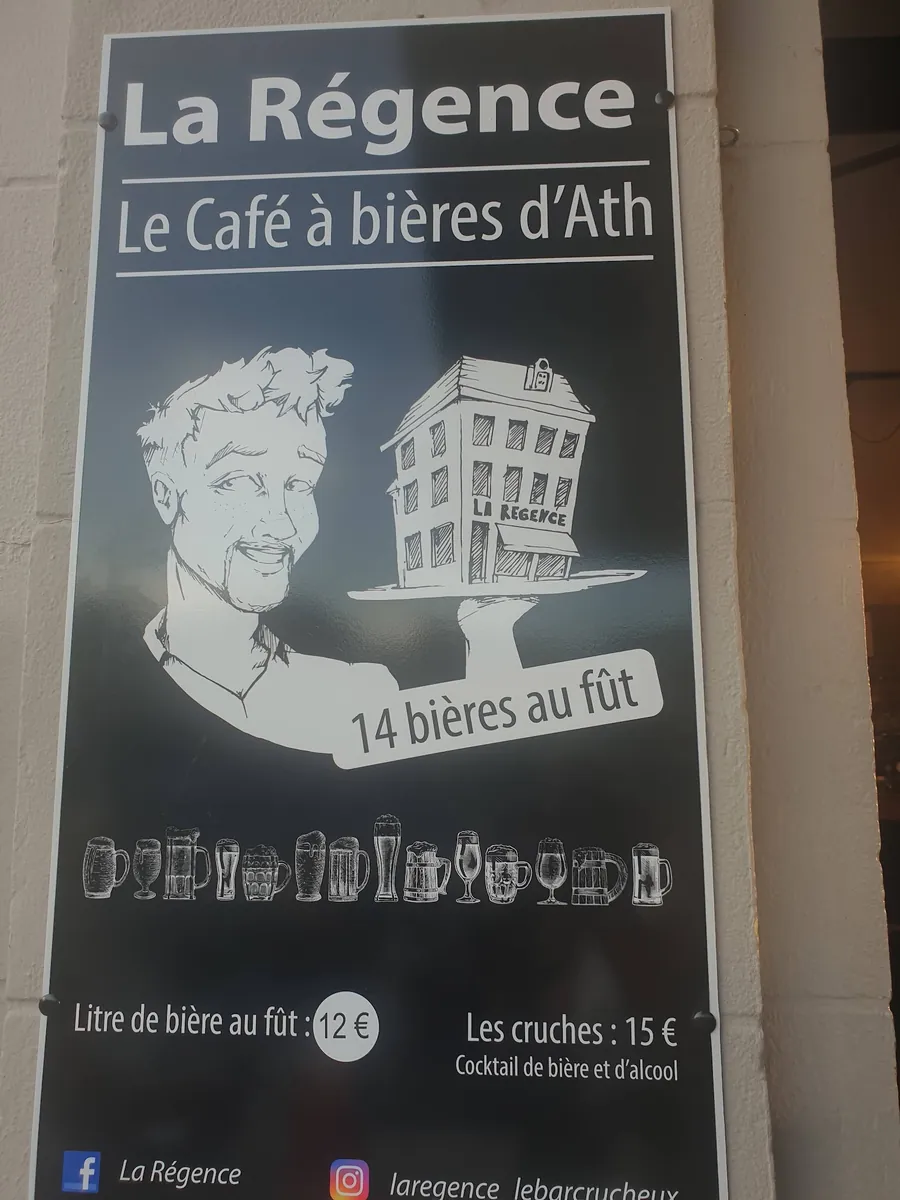 La Régence
Le Café à bières d'Ath
LA REGENCE
14 bières au fût
Litre de bière au fût : 12 €
Les cruches : 15 €
Cocktail de bière et d'alcool
La Régence
laregence_lebarcrucheux